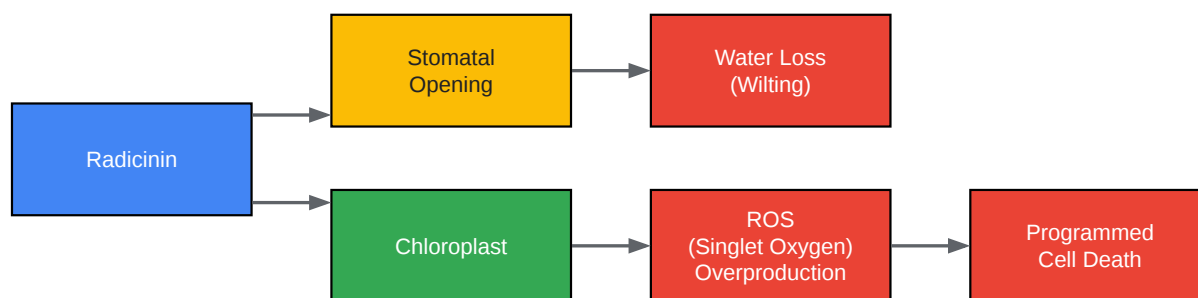 Stomatal
Opening
Water Loss
(Wilting)
Radicinin
Chloroplast
ROS
(Singlet Oxygen)
Overproduction
Programmed
Cell Death